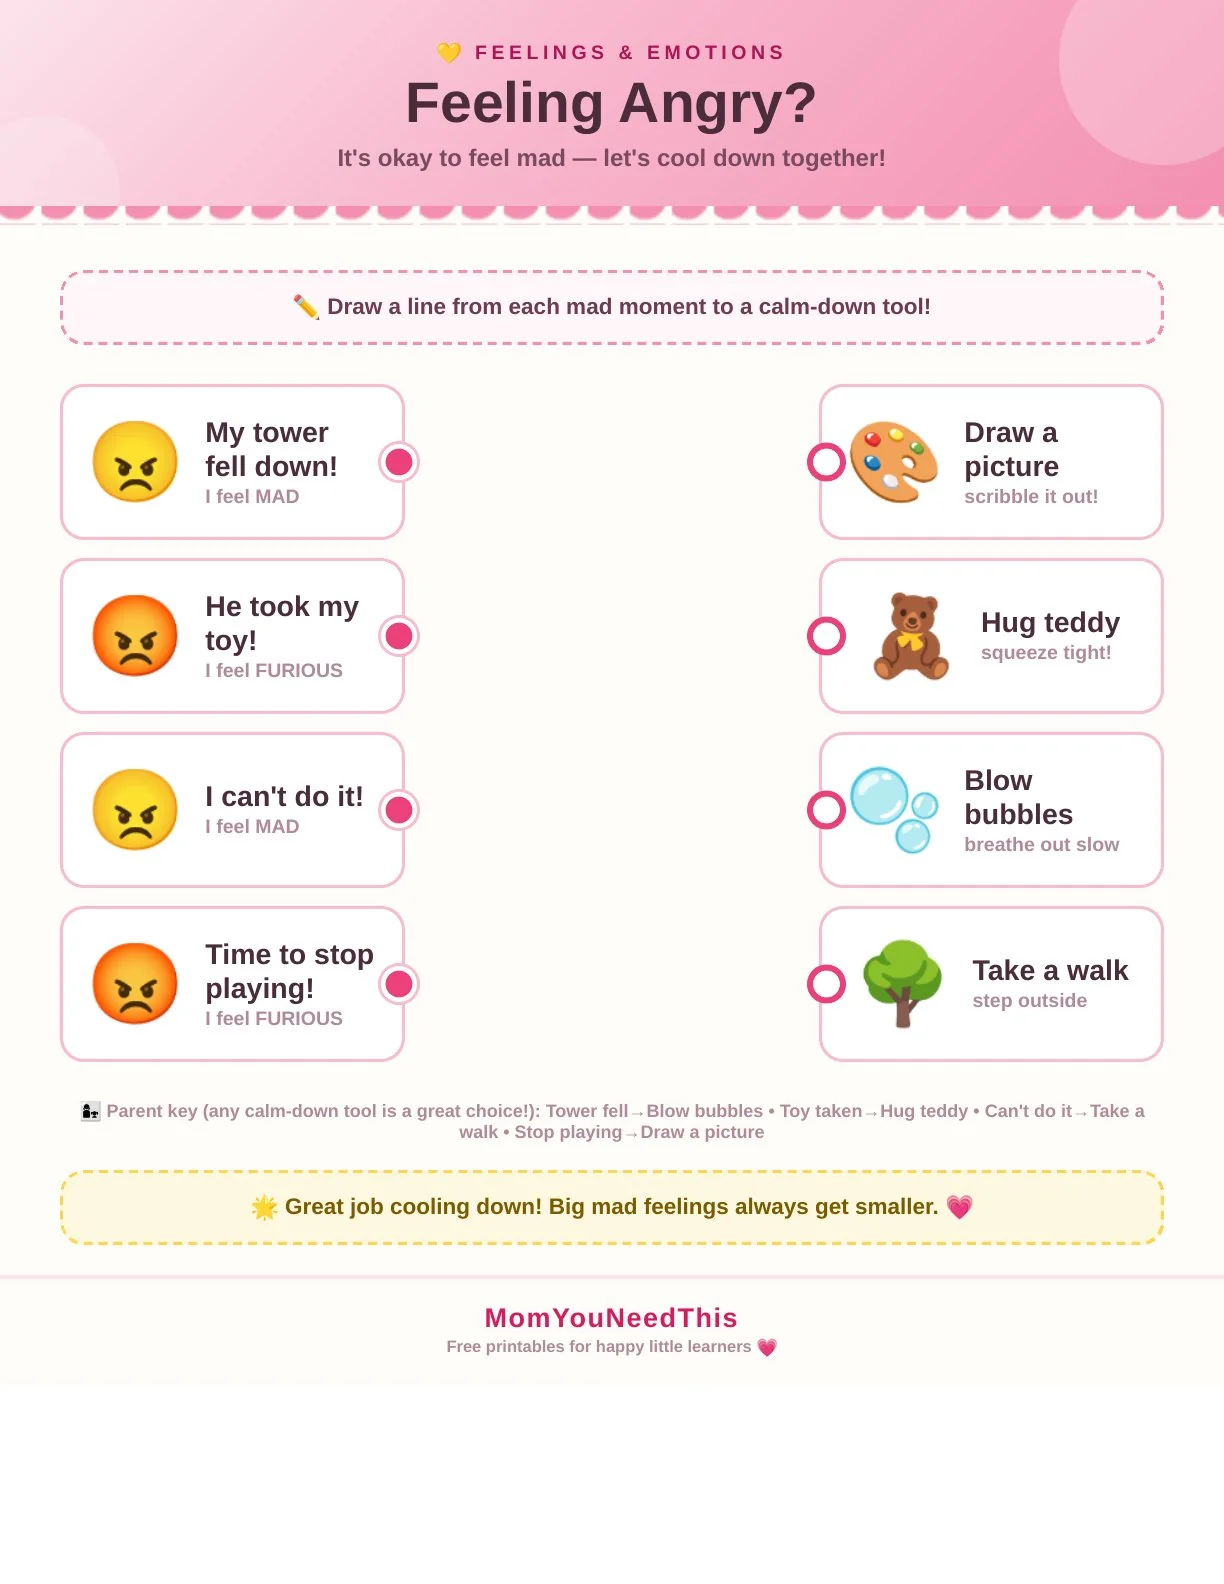 💛 FEELINGS & EMOTIONS
Feeling Angry?
It's okay to feel mad — let's cool down together!
✏️ Draw a line from each mad moment to a calm-down tool!
My tower
fell down!
I feel MAD
Draw a
picture
scribble it out!
He took my
toy!
I feel FURIOUS
Hug teddy
squeeze tight!
I can't do it!
I feel MAD
Blow
bubbles
breathe out slow
Time to stop
playing!
I feel FURIOUS
Take a walk
step outside
Parent key (any calm-down tool is a great choice!): Tower fell→Blow bubbles • Toy taken→Hug teddy • Can't do it→Take a
walk • Stop playing→Draw a picture
🌟 Great job cooling down! Big mad feelings always get smaller. 💗
MomYouNeedThis
Free printables for happy little learners 💗